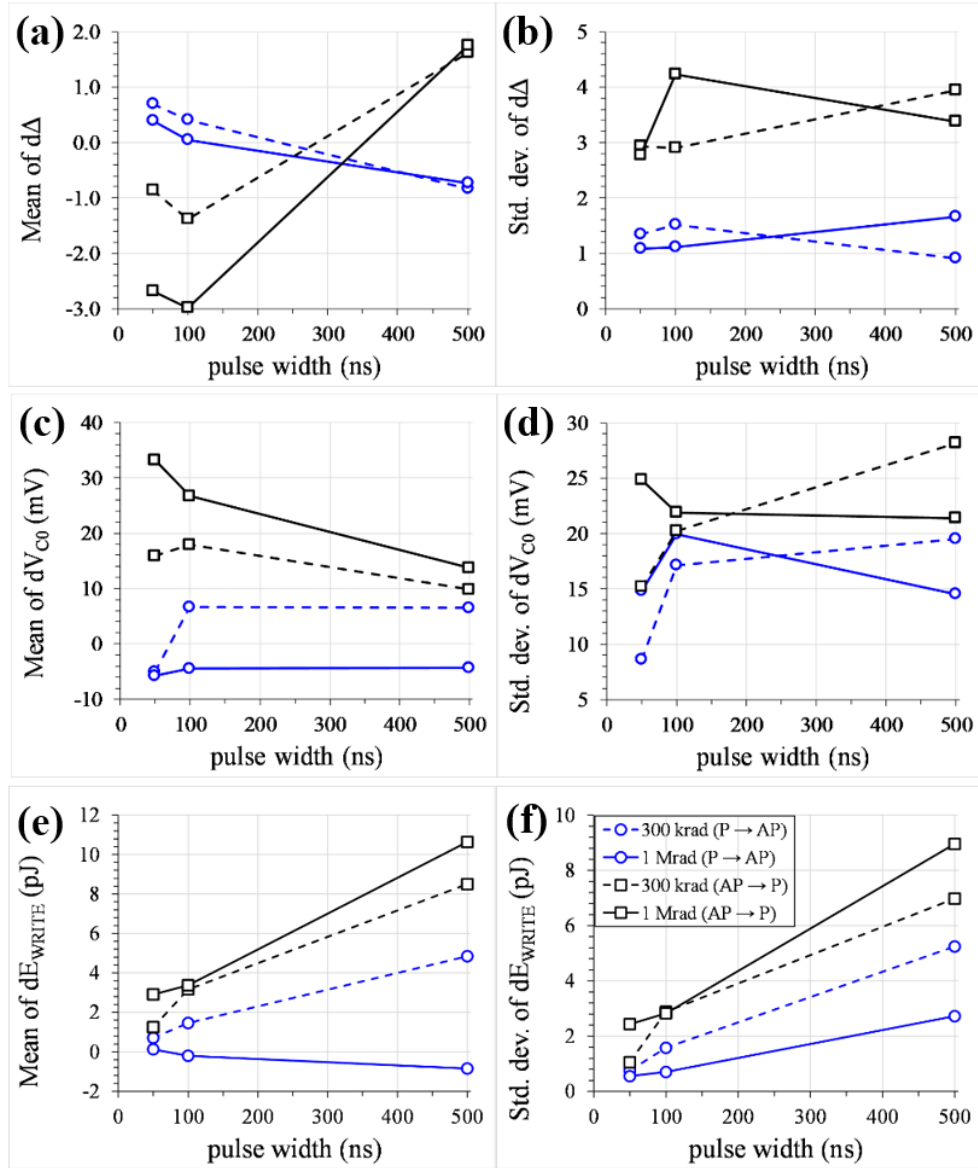 (a)
Mean of dΔ
2.0
1.0
0.0
-1.0
-2.0
-3.0
0 100 200 300 400 500
pulse width (ns)
(b)
Std. dev. of dΔ
5
4
3
2
1
0
0 100 200 300 400 500
pulse width (ns)
(c)
Mean of dVC0 (mV)
40
30
20
10
0
-10
0 100 200 300 400 500
pulse width (ns)
(d)
Std. dev. of dVC0 (mV)
30
25
20
15
10
5
0 100 200 300 400 500
pulse width (ns)
(e)
Mean of dEWRITE (pJ)
12
10
8
6
4
2
0
-2
0 100 200 300 400 500
pulse width (ns)
(f)
Std. dev. of dEWRITE (pJ)
10
8
6
4
2
0
300 krad (P → AP)
1 Mrad (P → AP)
300 krad (AP → P)
1 Mrad (AP → P)
0 100 200 300 400 500
pulse width (ns)